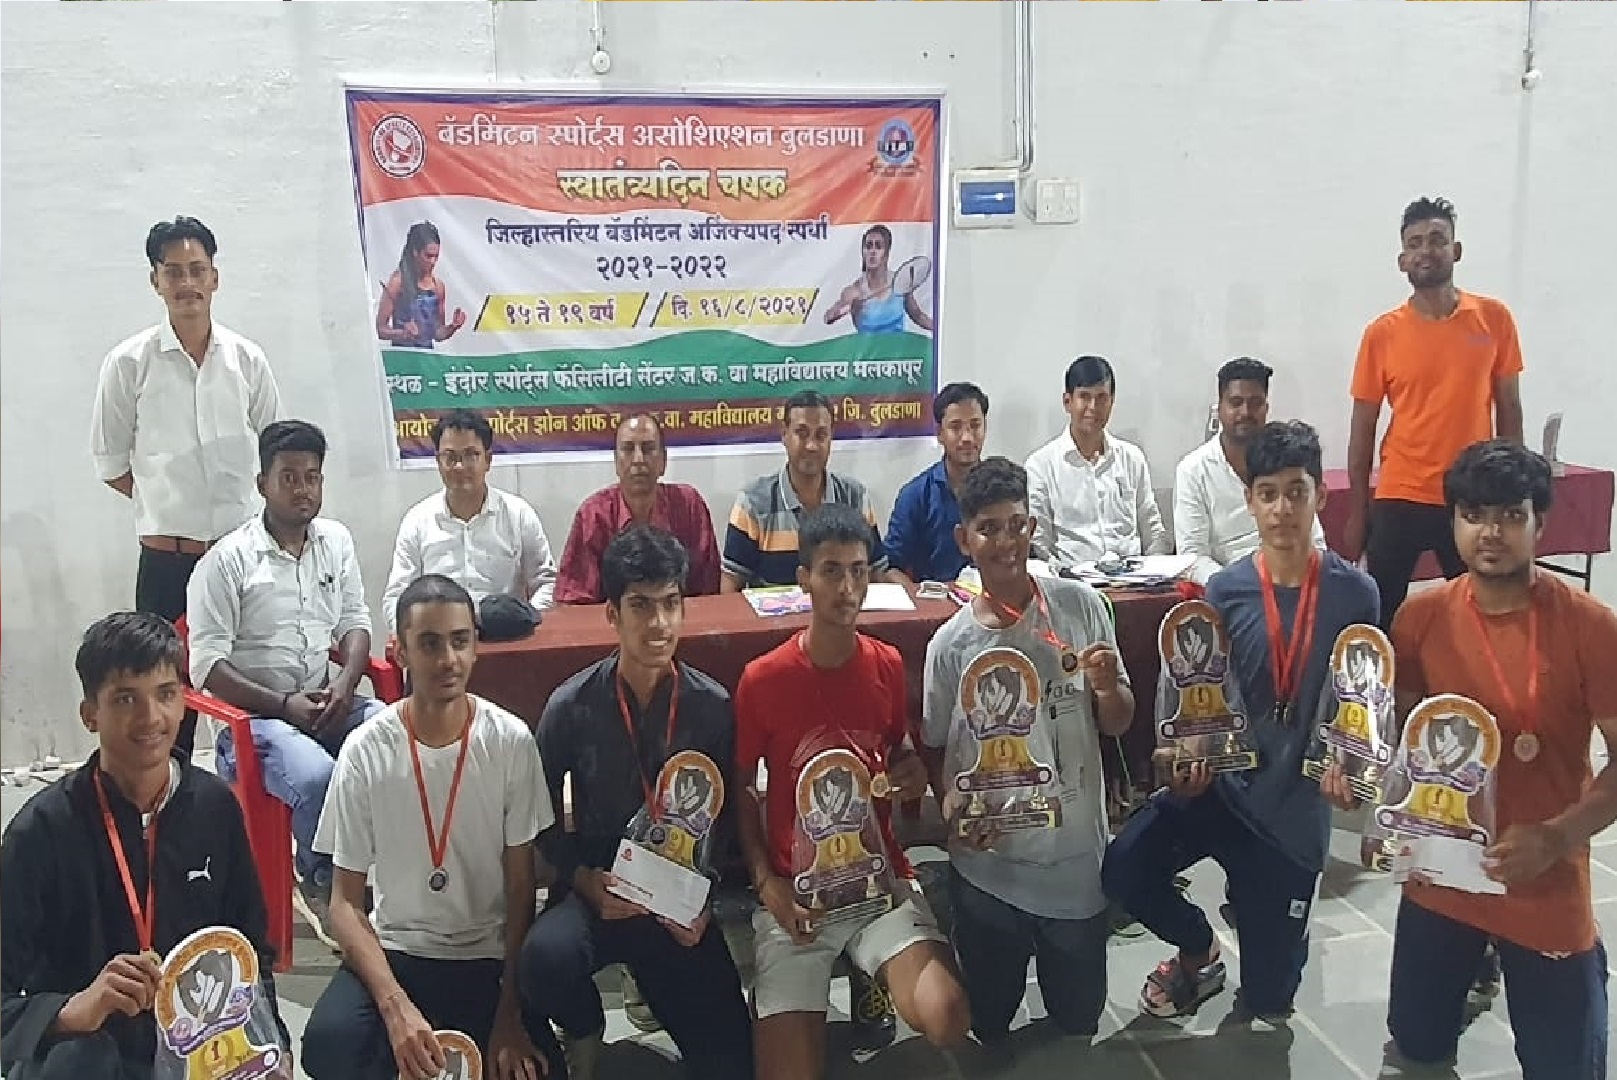 बॅडमिंटन स्पोर्ट्स असोशिएशन बुलडाणा
स्वातंत्र्यदिन चषक
जिल्हास्तरिय बॅडमिंटन अजिंक्यपद स्पर्धा
२०२१-२०२२
१५ ते १९ वर्ष // दि. १६/८/२०२१/
स्थळ - इंदोर स्पोर्ट्स फॅसिलीटी सेंटर ज.क. वा महाविद्यालय मलकापूर
स्पोर्ट्स झोन ऑफ वा. महाविद्यालय जि. बुलडाणा